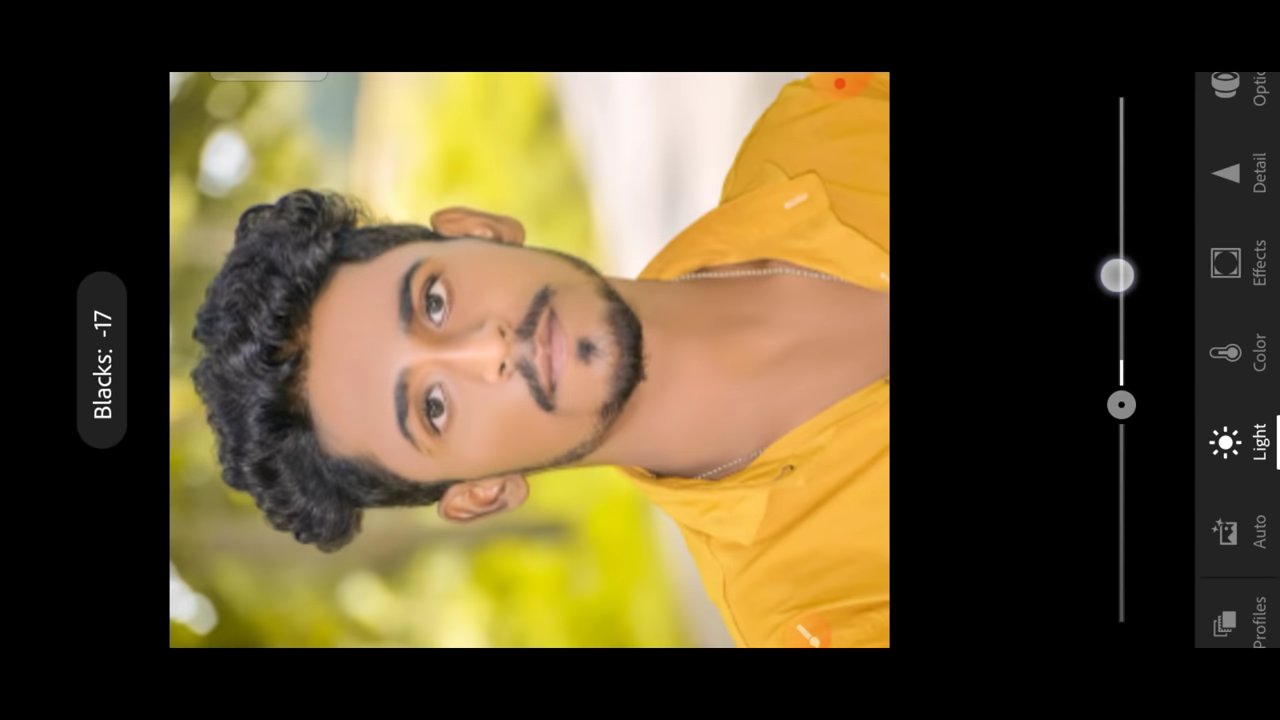 Blacks: -17
Profiles
Auto
Light
Color
Effects
Detail
Optic